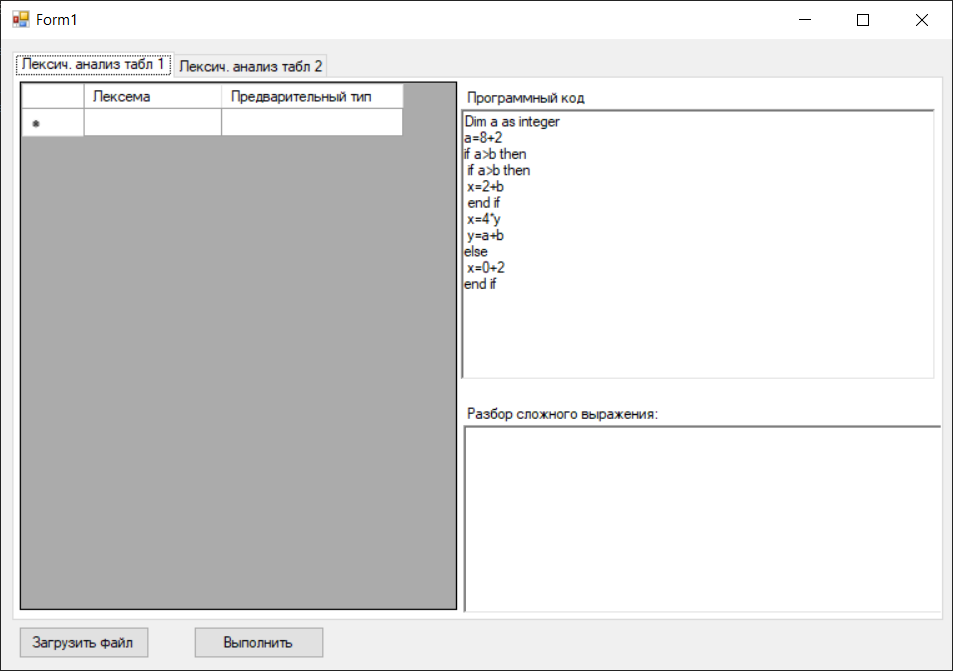 Form1
Лексич. анализ табл 1
Лексич. анализ табл 2
Лексема
Предварительный тип
Программный код
Dim a as integer
a=8+2
if a>b then
if a>b then
x=2+b
end if
x=4*y
y=a+b
else
x=0+2
end if
Разбор сложного выражения:
Загрузить файл
Выполнить